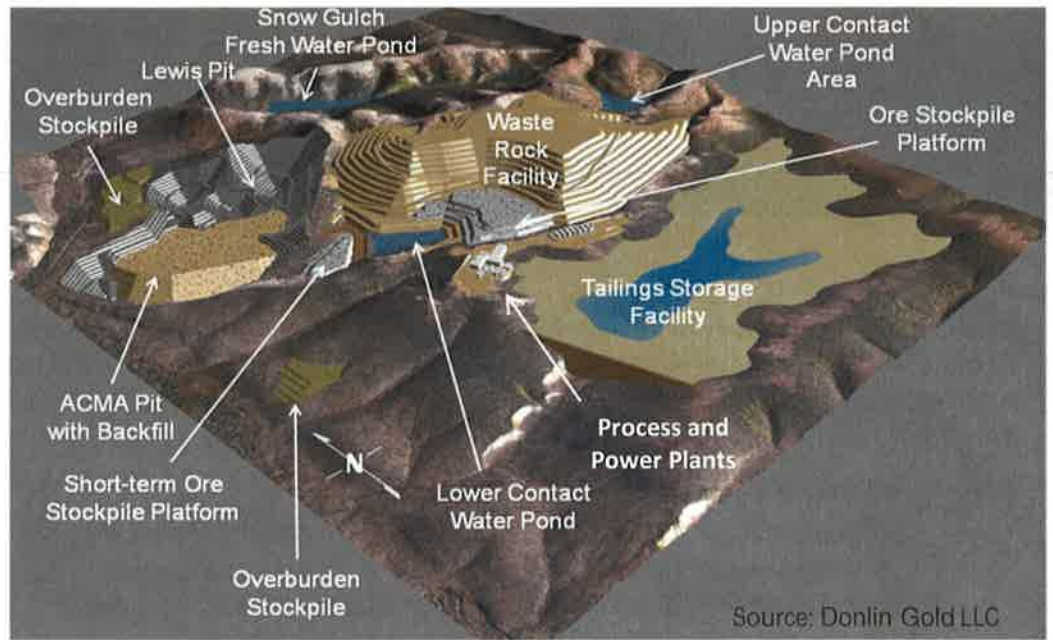 Snow Gulch
Fresh Water Pond
Upper Contact
Water Pond
Area
Lewis Pit
Overburden
Stockpile
Ore Stockpile
Platform
Waste
Rock
Facility
Tailings Storage
Facility
ACMA Pit
with Backfill
Process and
Power Plants
N
Short-term Ore
Stockpile Platform
Lower Contact
Water Pond
Overburden
Stockpile
Source: Donlin Gold LLC